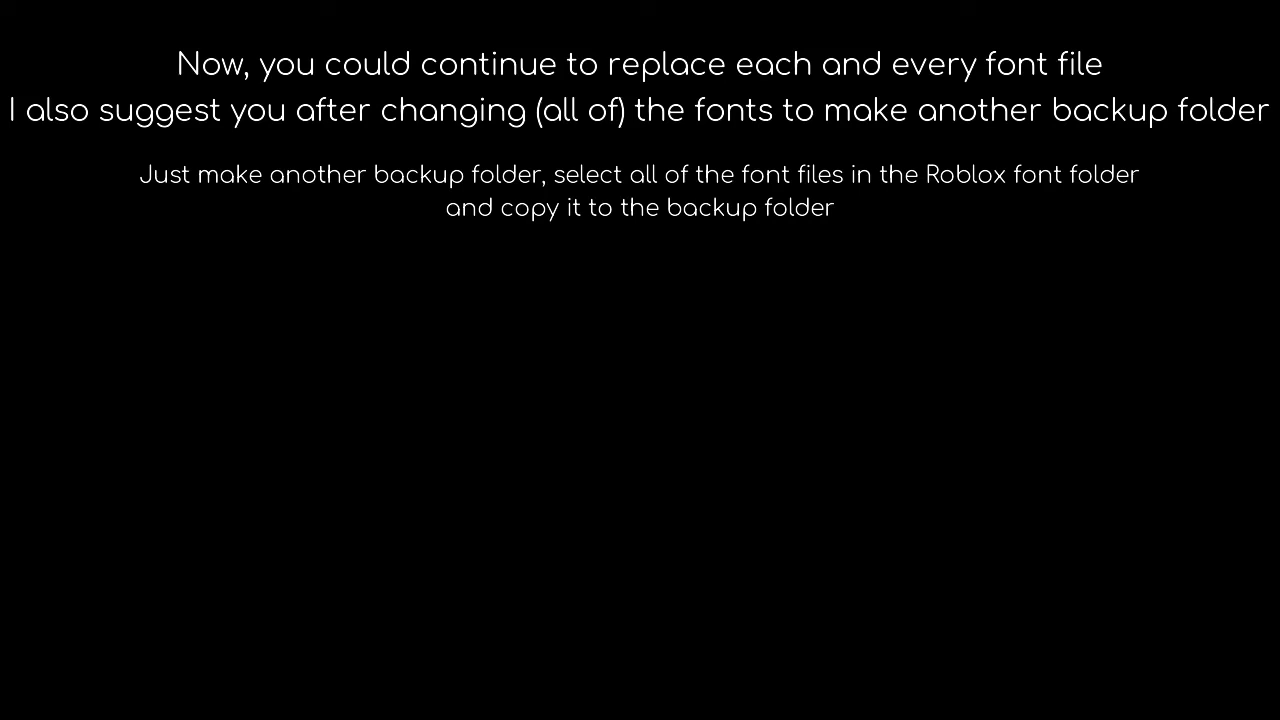 Now, you could continue to replace each and every font file
I also suggest you after changing (all of) the fonts to make another backup folder
Just make another backup folder, select all of the font files in the Roblox font folder
and copy it to the backup folder